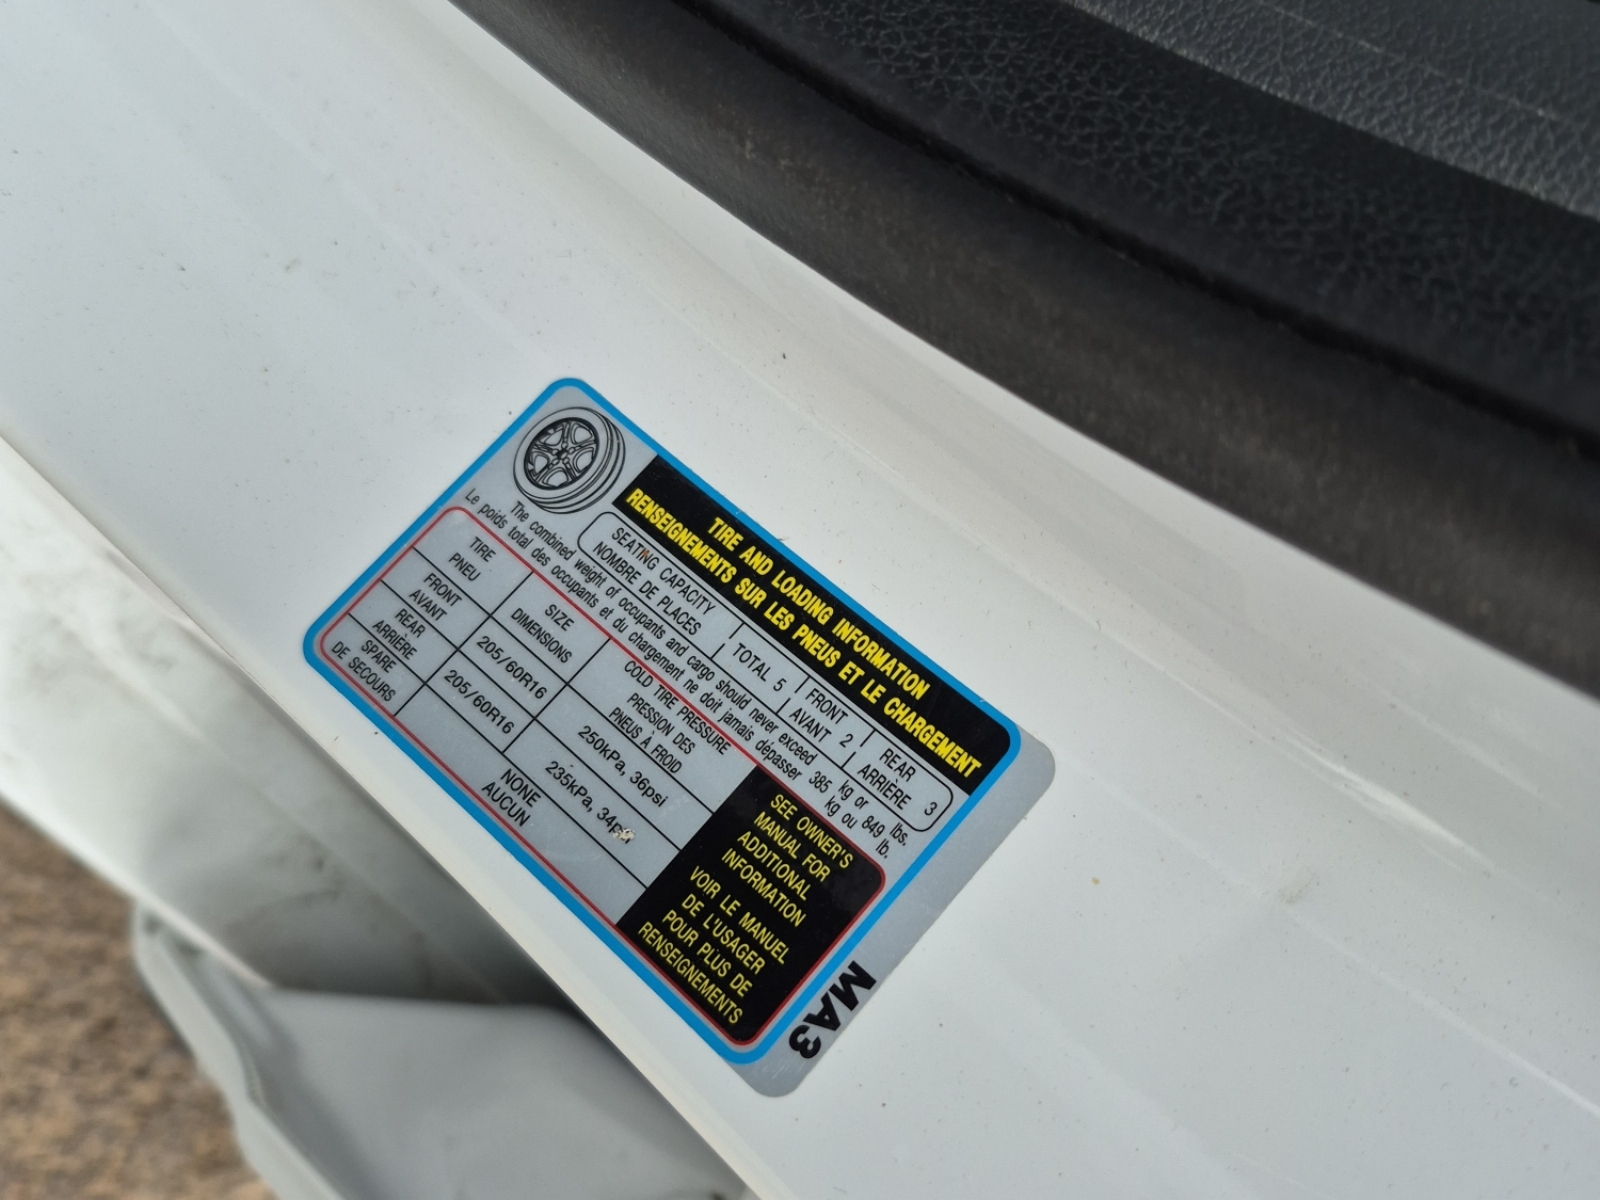 TIRE AND LOADING INFORMATION
RENSEIGNEMENTS SUR LES PNEUS ET LE CHARGEMENT
SEATING CAPACITY
NOMBRE DE PLACES
TOTAL 5
FRONT
AVANT 2
REAR
ARRIÈRE 3
The combined weight of occupants and cargo should never exceed 385 kg or 849 lbs.
Le poids total des occupants et du chargement ne doit jamais dépasser 385 kg ou 849 lb.
TIRE
PNEU
SIZE
DIMENSIONS
COLD TIRE PRESSURE
PRESSION DES
PNEUS À FROID
FRONT
AVANT
205/60R16
250kPa, 36psi
REAR
ARRIÈRE
205/60R16
235kPa, 34psi
SPARE
DE SECOURS
NONE
AUCUN
SEE OWNER'S
MANUAL FOR
ADDITIONAL
INFORMATION
VOIR LE MANUEL
DE L'USAGER
POUR PLUS DE
RENSEIGNEMENTS
MA3